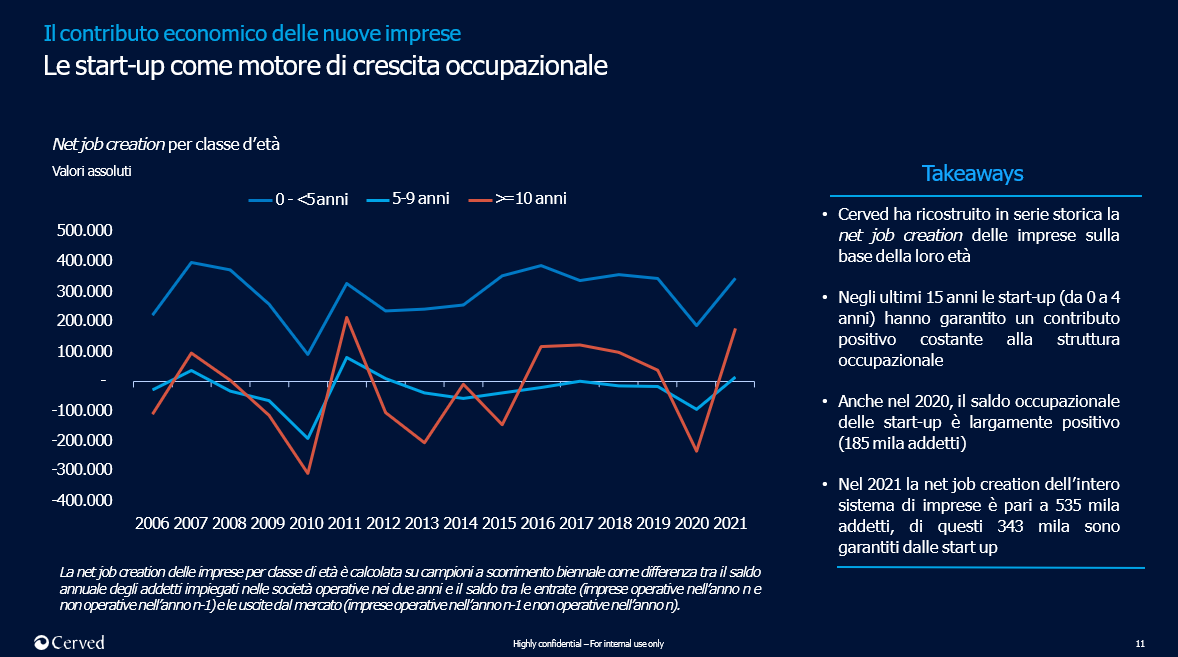 Il contributo economico delle nuove imprese
Le start-up come motore di crescita occupazionale
Net job creation per classe d'età
Valori assoluti
0 - <5anni 5-9 anni >=10 anni
500.000
400.000
300.000
200.000
100.000
-
-100.000
-200.000
-300.000
-400.000
2006 2007 2008 2009 2010 2011 2012 2013 2014 2015 2016 2017 2018 2019 2020 2021
La net job creation delle imprese per classe di età è calcolata su campioni a scorrimento biennale come differenza tra il saldo
annuale degli addetti impiegati nelle società operative nei due anni e il saldo tra le entrate (imprese operative nell'anno n e
non operative nell'anno n-1) e le uscite dal mercato (imprese operative nell'anno n-1 e non operative nell'anno n).
Takeaways
• Cerved ha ricostruito in serie storica la
net job creation delle imprese sulla
base della loro età
• Negli ultimi 15 anni le start-up (da 0 a 4
anni) hanno garantito un contributo
positivo costante alla struttura
occupazionale
• Anche nel 2020, il saldo occupazionale
delle start-up è largamente positivo
(185 mila addetti)
• Nel 2021 la net job creation dell'intero
sistema di imprese è pari a 535 mila
addetti, di questi 343 mila sono
garantiti dalle start up
Cerved
Highly confidential – For internal use only
11